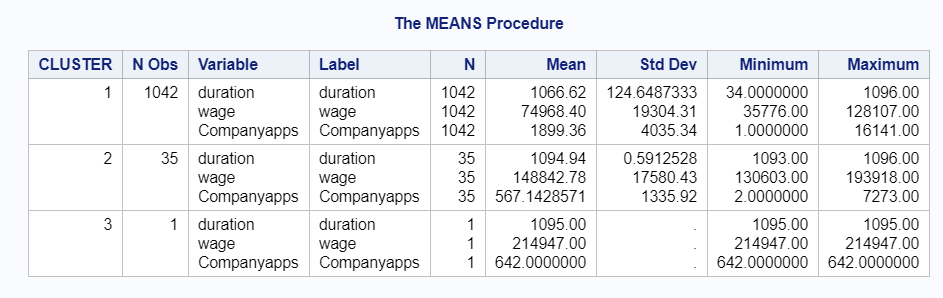 The MEANS Procedure
CLUSTER N Obs Variable Label N Mean Std Dev Minimum Maximum
1 1042 duration duration 1042 1066.62 124.6487333 34.0000000 1096.00
wage wage 1042 74968.40 19304.31 35776.00 128107.00
Companyapps Companyapps 1042 1899.36 4035.34 1.0000000 16141.00
2 35 duration duration 35 1094.94 0.5912528 1093.00 1096.00
wage wage 35 148842.78 17580.43 130603.00 193918.00
Companyapps Companyapps 35 567.1428571 1335.92 2.0000000 7273.00
3 1 duration duration 1 1095.00 . 1095.00 1095.00
wage wage 1 214947.00 . 214947.00 214947.00
Companyapps Companyapps 1 642.0000000 . 642.0000000 642.0000000